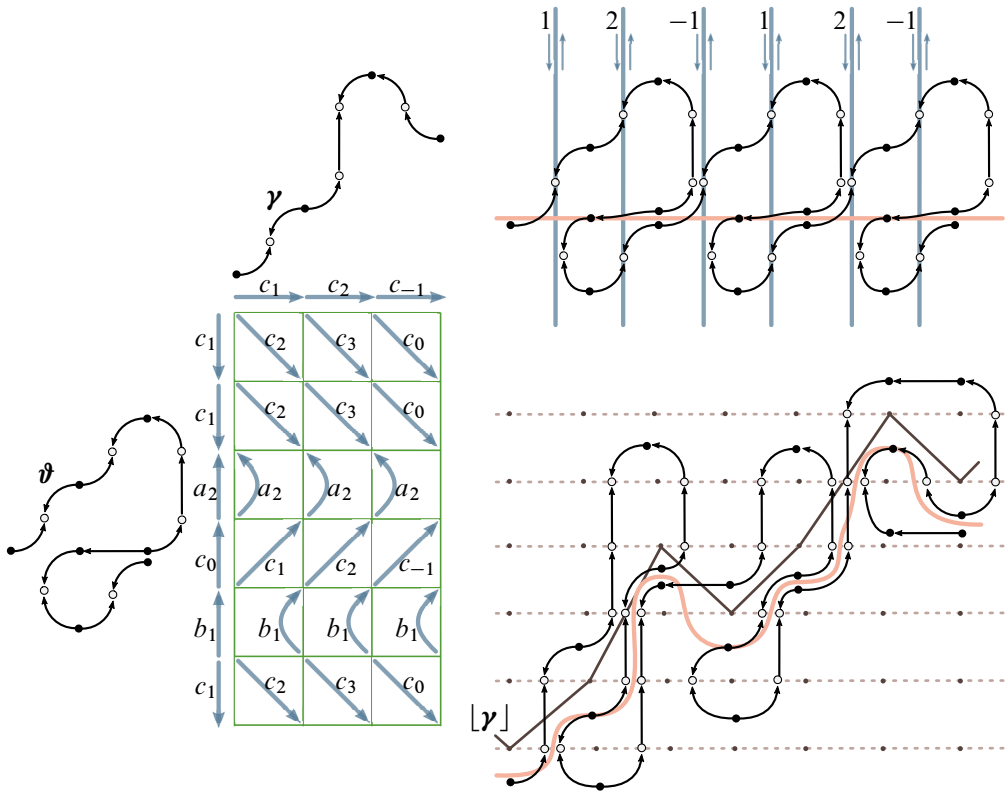 1 2 −1 1 2 −1
γ
c₁ c₂ c₋₁
c₁ c₂ c₃ c₀
c₁ c₂ c₃ c₀
ϑ
a₂ a₂ a₂ a₂
c₀ c₁ c₂ c₋₁
b₁ b₁ b₁ b₁
c₁ c₂ c₃ c₀
⌊γ⌋